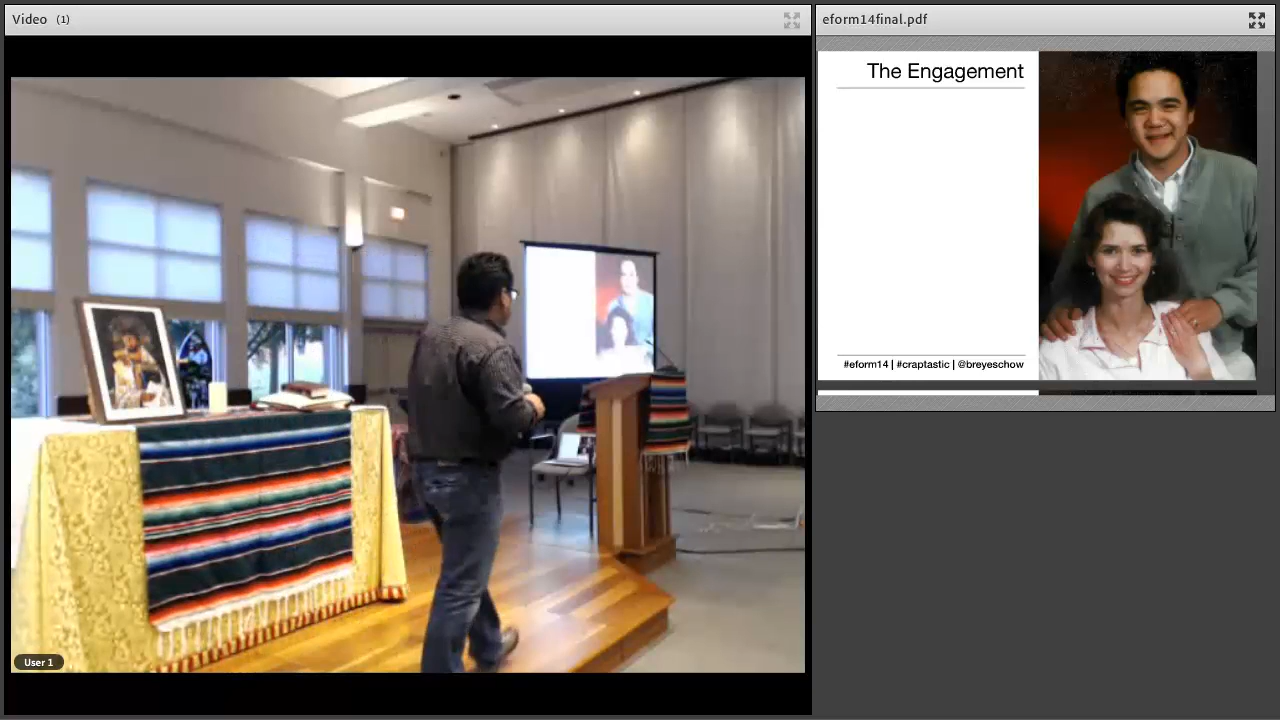 Video (1)
eform14final.pdf
The Engagement
#eform14 | #craptastic | @breyeschow
User 1